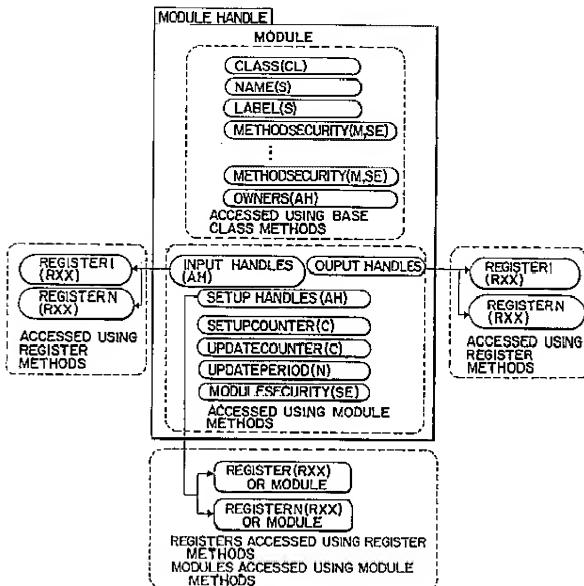 MODULE HANDLE
MODULE
CLASS(CL)
NAME(S)
LABEL(S)
METHODSECURITY(M,SE)
⋮
METHODSECURITY(M,SE)
OWNERS(AH)
ACCESSED USING BASE
CLASS METHODS
REGISTER1
(RXX)
REGISTERN
(RXX)
ACCESSED USING
REGISTER
METHODS
INPUT HANDLES
(AH)
OUPUT HANDLES
SETUP HANDLES(AH)
SETUPCOUNTER(C)
UPDATECOUNTER(C)
UPDATEPERIOD(N)
MODULESECURITY(SE)
ACCESSED USING MODULE
METHODS
REGISTER1
(RXX)
REGISTERN
(RXX)
ACCESSED USING
REGISTER
METHODS
REGISTER(RXX)
OR MODULE
REGISTERN(RXX)
OR MODULE
REGISTERS ACCESSED USING REGISTER
METHODS
MODULES ACCESSED USING MODULE
METHODS